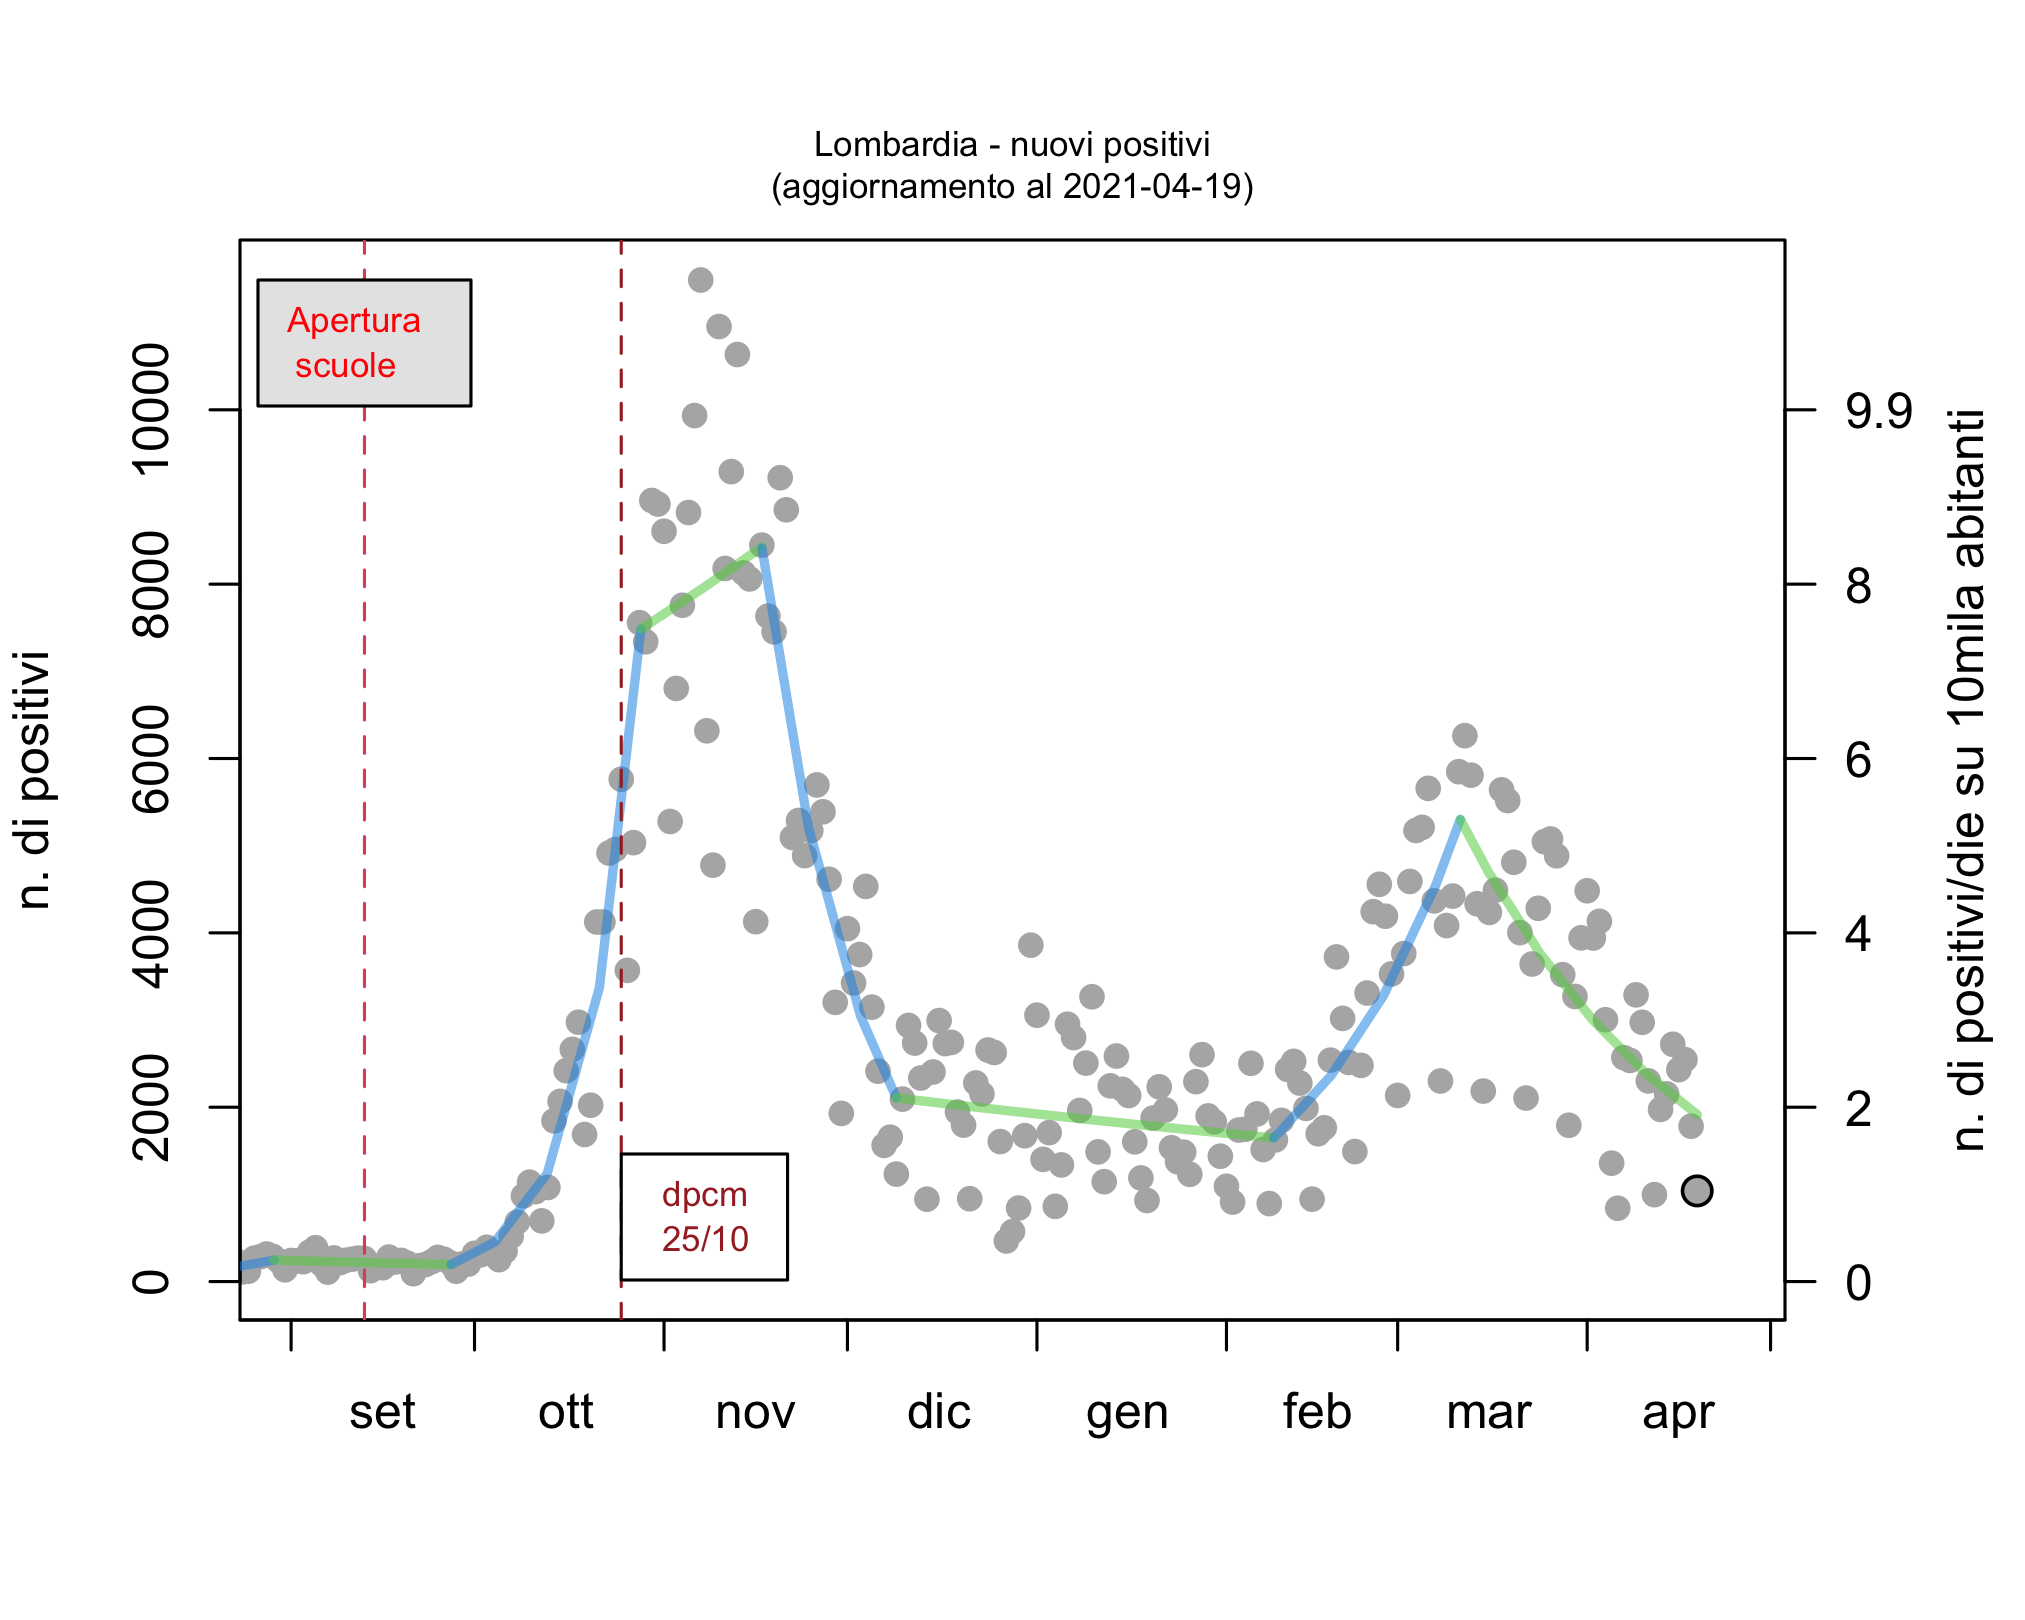 Lombardia - nuovi positivi
(aggiornamento al 2021-04-19)
Apertura
scuole
dpcm
25/10
n. di positivi
0
2000
4000
6000
8000
10000
set
ott
nov
dic
gen
feb
mar
apr
0
2
4
6
8
9.9
n. di positivi/die su 10mila abitanti